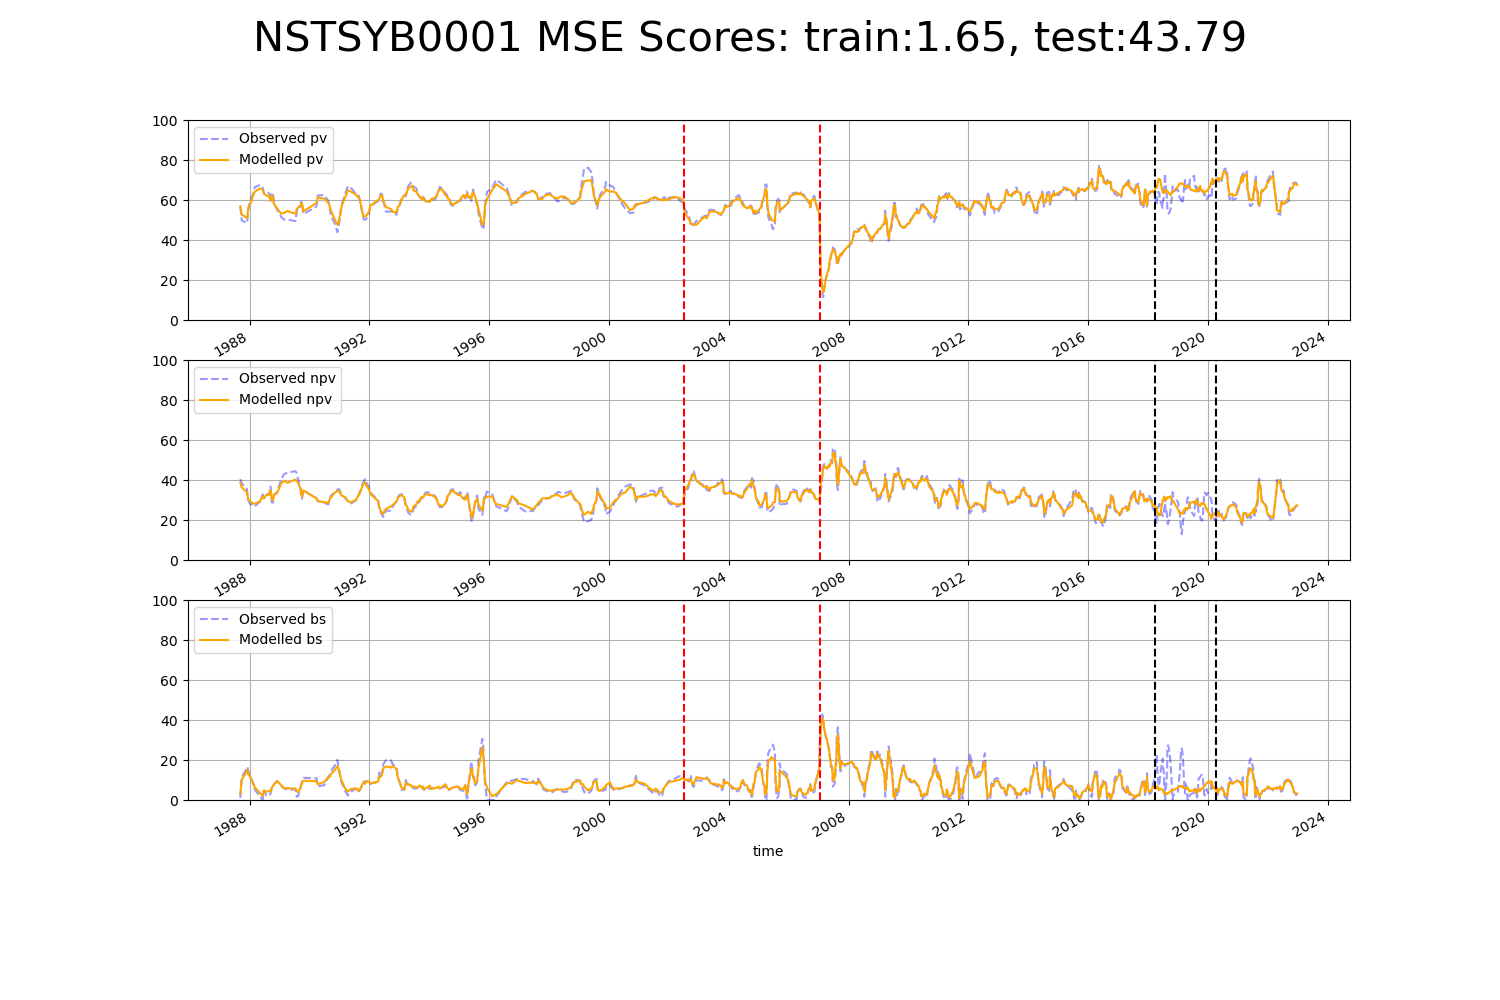 NSTSYB0001 MSE Scores: train:1.65, test:43.79
100
80
60
40
20
0
Observed pv
Modelled pv
1988 1992 1996 2000 2004 2008 2012 2016 2020 2024
100
80
60
40
20
0
Observed npv
Modelled npv
1988 1992 1996 2000 2004 2008 2012 2016 2020 2024
100
80
60
40
20
0
Observed bs
Modelled bs
1988 1992 1996 2000 2004 2008 2012 2016 2020 2024
time